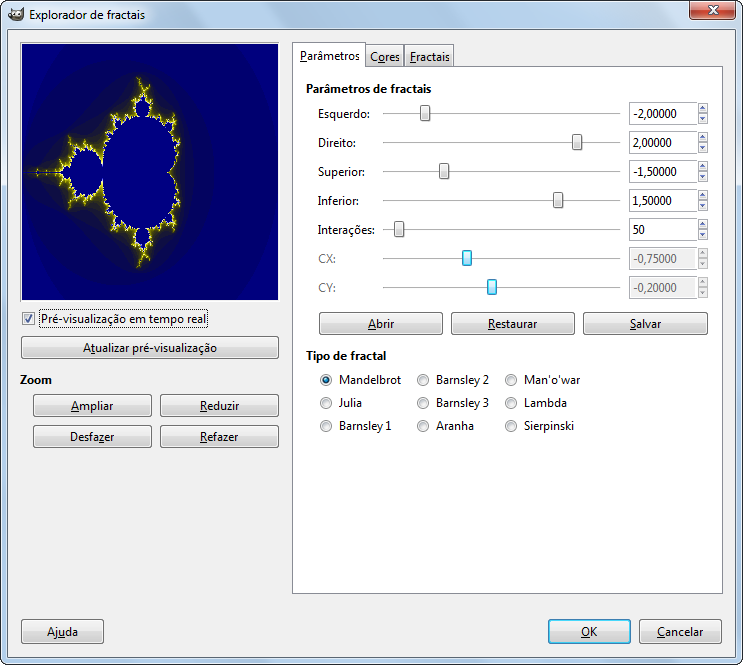 Explorador de fractais
Parâmetros Cores Fractais
Parâmetros de fractais
Esquerdo: -2,00000
Direito: 2,00000
Superior: -1,50000
Inferior: 1,50000
Interações: 50
CX: -0,75000
CY: -0,20000
Abrir Restaurar Salvar
Tipo de fractal
Mandelbrot Barnsley 2 Man'o'war
Julia Barnsley 3 Lambda
Barnsley 1 Aranha Sierpinski
Pré-visualização em tempo real
Atualizar pré-visualização
Zoom
Ampliar Reduzir
Desfazer Refazer
Ajuda OK Cancelar